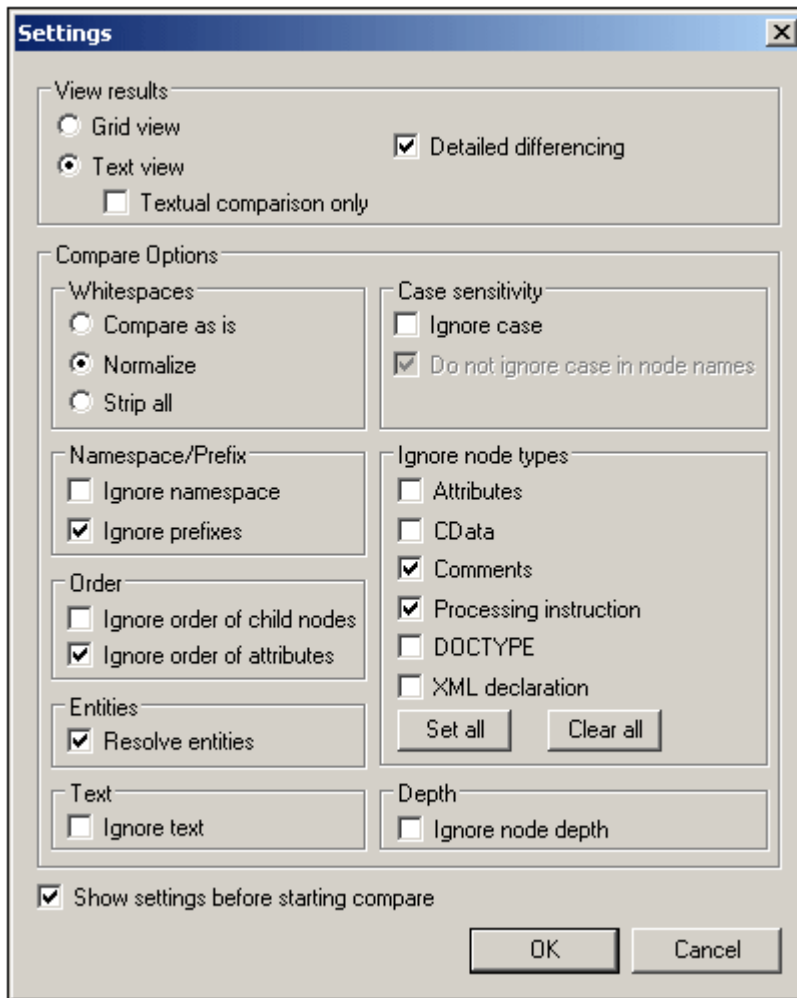 Settings
View results
Grid view
Text view
Detailed differencing
Textual comparison only
Compare Options
Whitespaces
Compare as is
Normalize
Strip all
Case sensitivity
Ignore case
Do not ignore case in node names
Namespace/Prefix
Ignore namespace
Ignore prefixes
Ignore node types
Attributes
CData
Comments
Processing instruction
DOCTYPE
XML declaration
Set all
Clear all
Order
Ignore order of child nodes
Ignore order of attributes
Entities
Resolve entities
Text
Ignore text
Depth
Ignore node depth
Show settings before starting compare
OK
Cancel